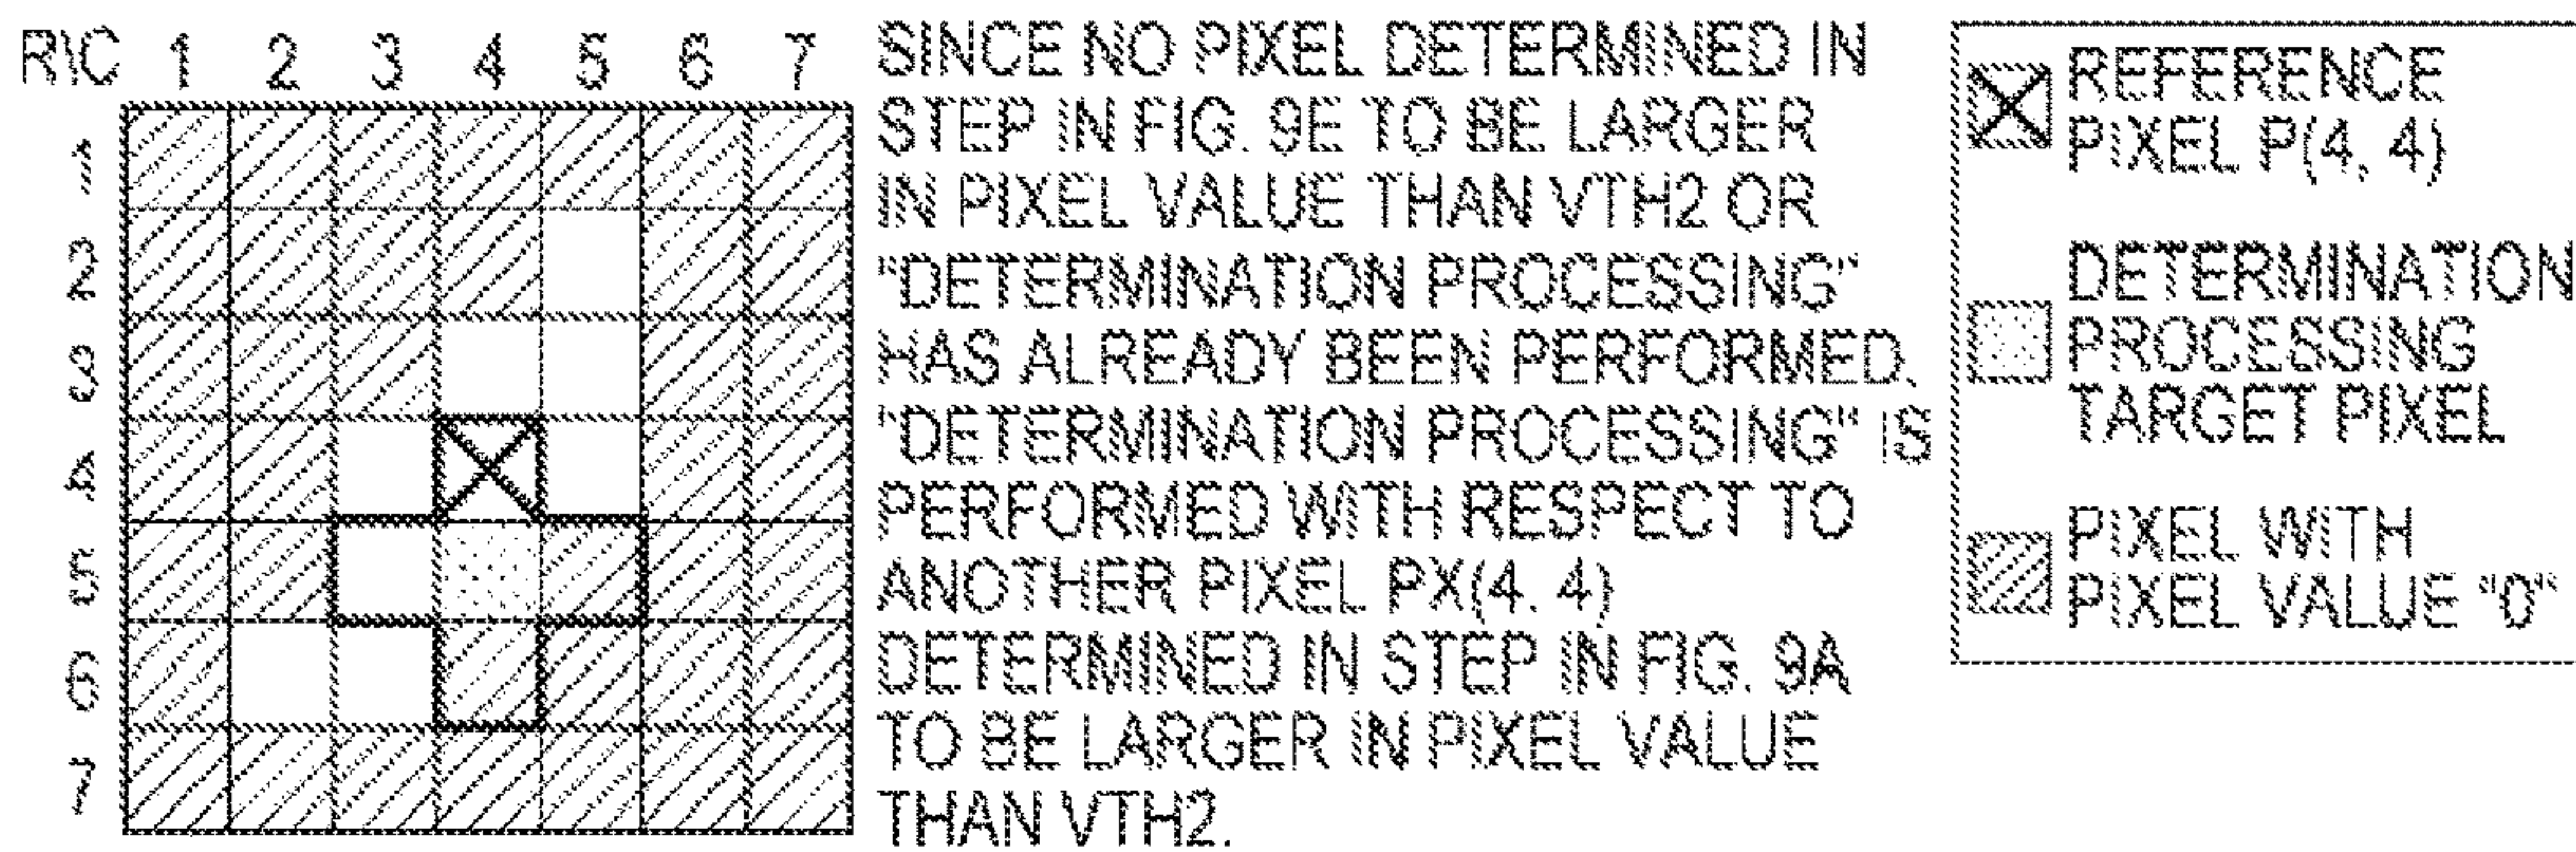 R\C 1 2 3 4 5 6 7
1
2
3
4
5
6
7
SINCE NO PIXEL DETERMINED IN
STEP IN FIG. 9E TO BE LARGER
IN PIXEL VALUE THAN VTH2 OR
"DETERMINATION PROCESSING"
HAS ALREADY BEEN PERFORMED,
"DETERMINATION PROCESSING" IS
PERFORMED WITH RESPECT TO
ANOTHER PIXEL PX(4. 4)
DETERMINED IN STEP IN FIG. 9A
TO BE LARGER IN PIXEL VALUE
THAN VTH2.
REFERENCE
PIXEL P(4, 4)
DETERMINATION
PROCESSING
TARGET PIXEL
PIXEL WITH
PIXEL VALUE "0"